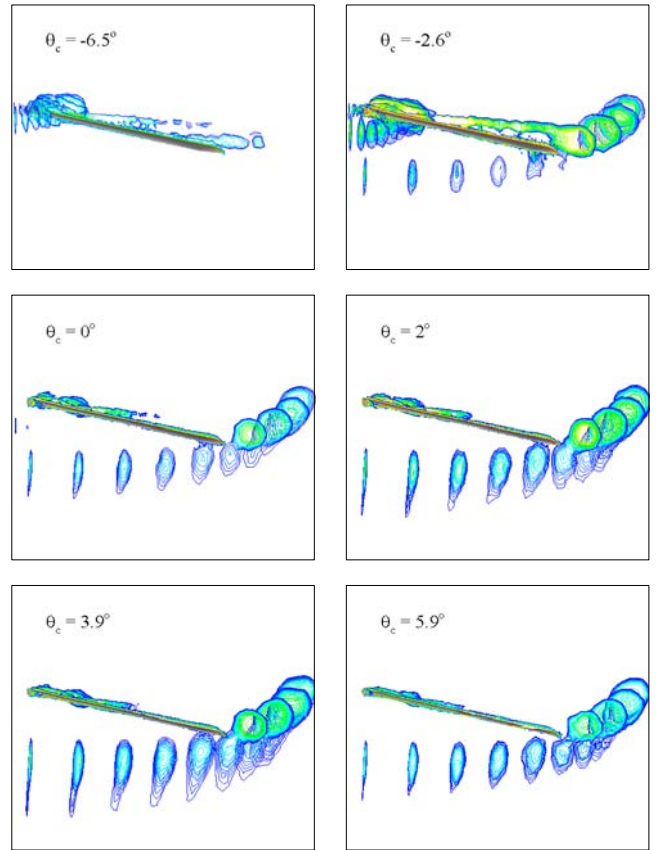 θc = -6.5°
θc = -2.6°
θc = 0°
θc = 2°
θc = 3.9°
θc = 5.9°